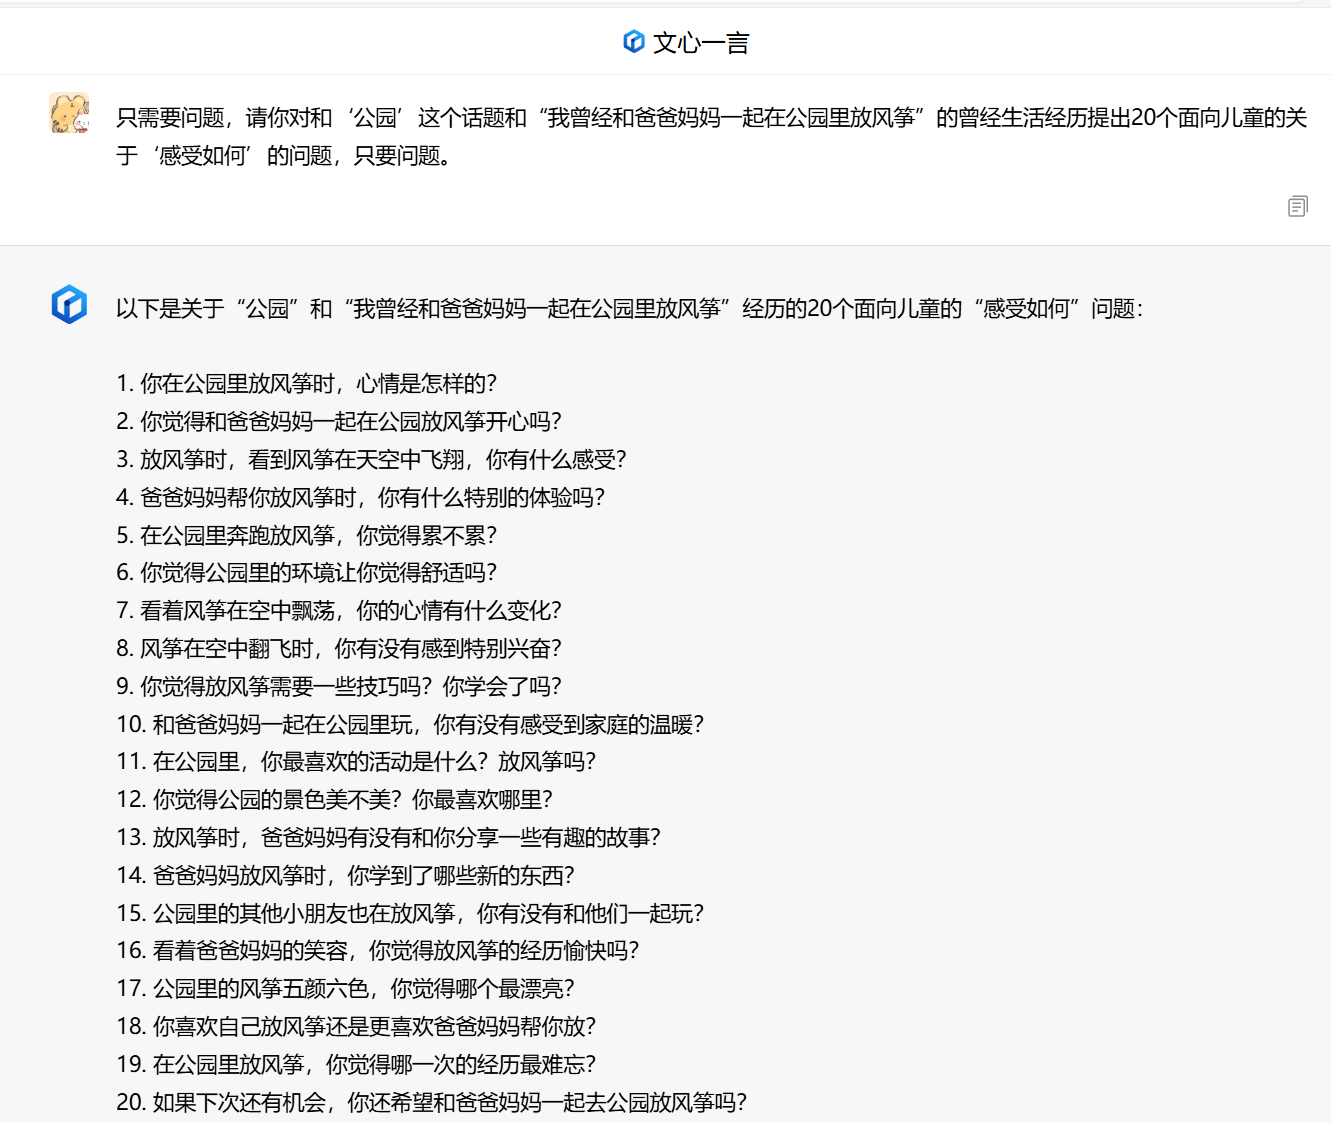 文心一言
只需要问题，请你对和‘公园’这个话题和“我曾经和爸爸妈妈一起在公园里放风筝”的曾经生活经历提出20个面向儿童的关
于‘感受如何’的问题，只要问题。
以下是关于“公园”和“我曾经和爸爸妈妈一起在公园里放风筝”经历的20个面向儿童的“感受如何”问题：
1. 你在公园里放风筝时，心情是怎样的？
2. 你觉得和爸爸妈妈一起在公园放风筝开心吗？
3. 放风筝时，看到风筝在天空中飞翔，你有什么感受？
4. 爸爸妈妈帮你放风筝时，你有什么特别的体验吗？
5. 在公园里奔跑放风筝，你觉得累不累？
6. 你觉得公园里的环境让你觉得舒适吗？
7. 看着风筝在空中飘荡，你的心情有什么变化？
8. 风筝在空中翻飞时，你有没有感到特别兴奋？
9. 你觉得放风筝需要一些技巧吗？你学会了吗？
10. 和爸爸妈妈一起在公园里玩，你有没有感受到家庭的温暖？
11. 在公园里，你最喜欢的活动是什么？放风筝吗？
12. 你觉得公园的景色美不美？你最喜欢哪里？
13. 放风筝时，爸爸妈妈有没有和你分享一些有趣的故事？
14. 爸爸妈妈放风筝时，你学到了哪些新的东西？
15. 公园里的其他小朋友也在放风筝，你有没有和他们一起玩？
16. 看着爸爸妈妈的笑容，你觉得放风筝的经历愉快吗？
17. 公园里的风筝五颜六色，你觉得哪个最漂亮？
18. 你喜欢自己放风筝还是更喜欢爸爸妈妈帮你放？
19. 在公园里放风筝，你觉得哪一次的经历最难忘？
20. 如果下次还有机会，你还希望和爸爸妈妈一起去公园放风筝吗？